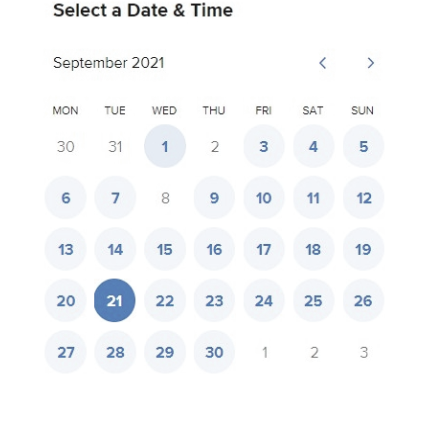 Select a Date & Time
September 2021
MON TUE WED THU FRI SAT SUN
30 31 1 2 3 4 5
6 7 8 9 10 11 12
13 14 15 16 17 18 19
20 21 22 23 24 25 26
27 28 29 30 1 2 3